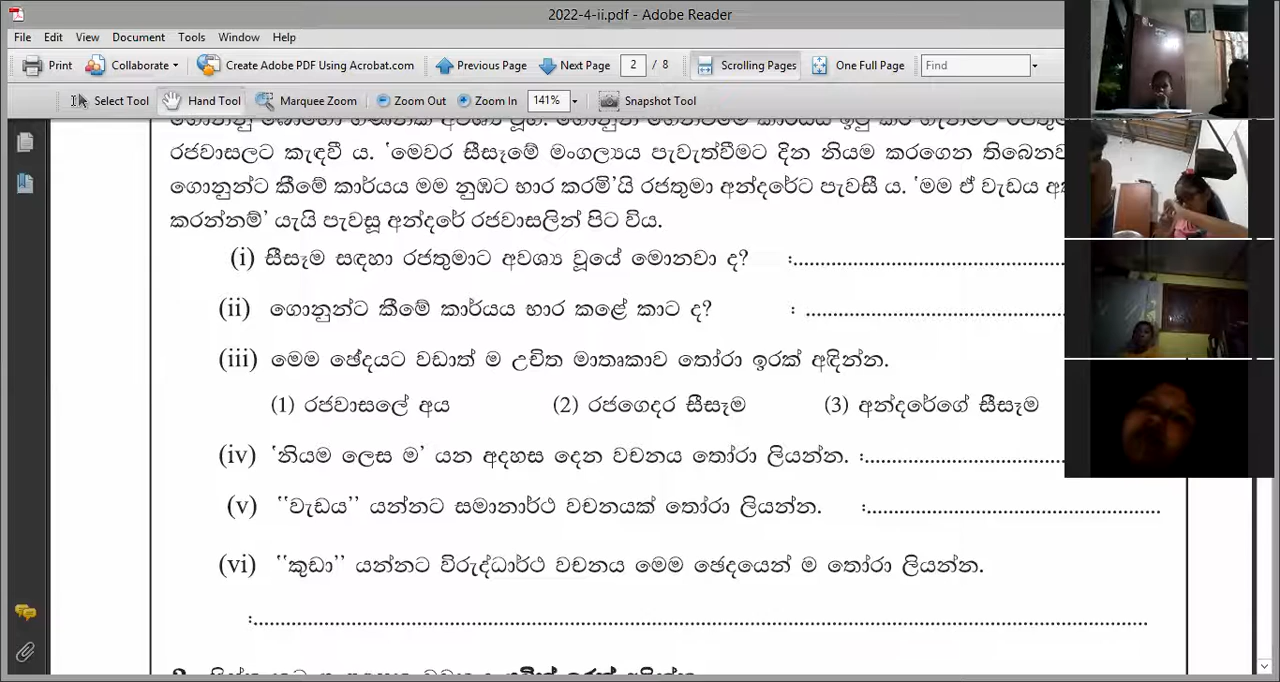 2022-4-ii.pdf - Adobe Reader
File Edit View Document Tools Window Help
Print Collaborate Create Adobe PDF Using Acrobat.com Previous Page Next Page 2 / 8 Scrolling Pages One Full Page Find
Select Tool Hand Tool Marquee Zoom Zoom Out Zoom In 141% Snapshot Tool
රජවාසලට කැඳවී ය. 'මෙවර සීසෑමේ මංගල්‍යය පැවැත්වීමට දින නියම කරගෙන
ගොනුන්ට කීමේ කාර්යය මම නුඹට භාර කරමි'යි රජතුමා අන්දරේට පැවසී ය. 'මම ඒ වැඩය
කරන්නම්' යැයි පැවසූ අන්දරේ රජවාසලින් පිට විය.
(i) සීසෑම සඳහා රජතුමාට අවශ්‍ය වූයේ මොනවා ද? :..............................
(ii) ගොනුන්ට කීමේ කාර්යය භාර කළේ කාට ද? : ..............................
(iii) මෙම ඡේදයට වඩාත් ම උචිත මාතෘකාව තෝරා ඉරක් අඳින්න.
(1) රජවාසලේ අය (2) රජගෙදර සීසෑම (3) අන්දරේගේ සීසෑම
(iv) 'නියම ලෙස ම' යන අදහස දෙන වචනය තෝරා ලියන්න. :..............................
(v) ''වැඩය'' යන්නට සමානාර්ථ වචනයක් තෝරා ලියන්න. :..............................
(vi) ''කුඩා'' යන්නට විරුද්ධාර්ථ වචනය මෙම ඡෙදයෙන් ම තෝරා ලියන්න.
:..............................